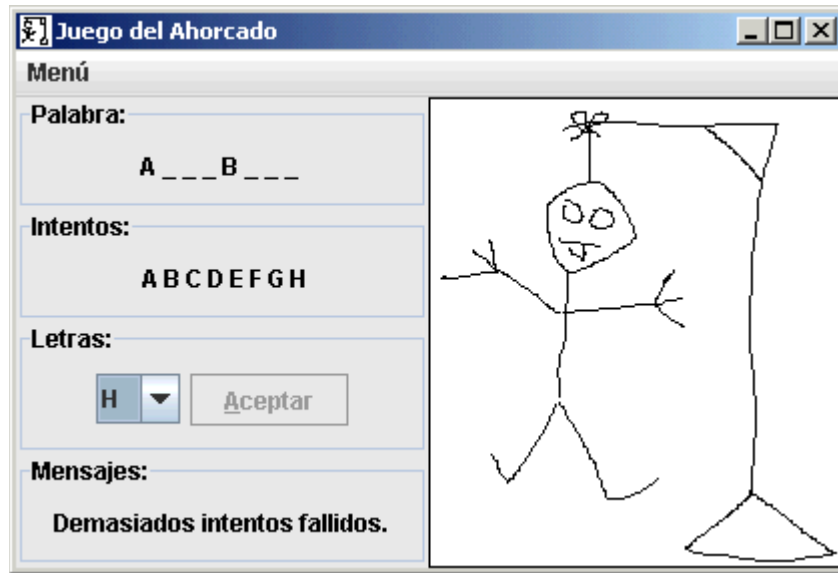 Juego del Ahorcado
Menú
Palabra:
A _ _ _ B _ _ _
Intentos:
A B C D E F G H
Letras:
H Aceptar
Mensajes:
Demasiados intentos fallidos.